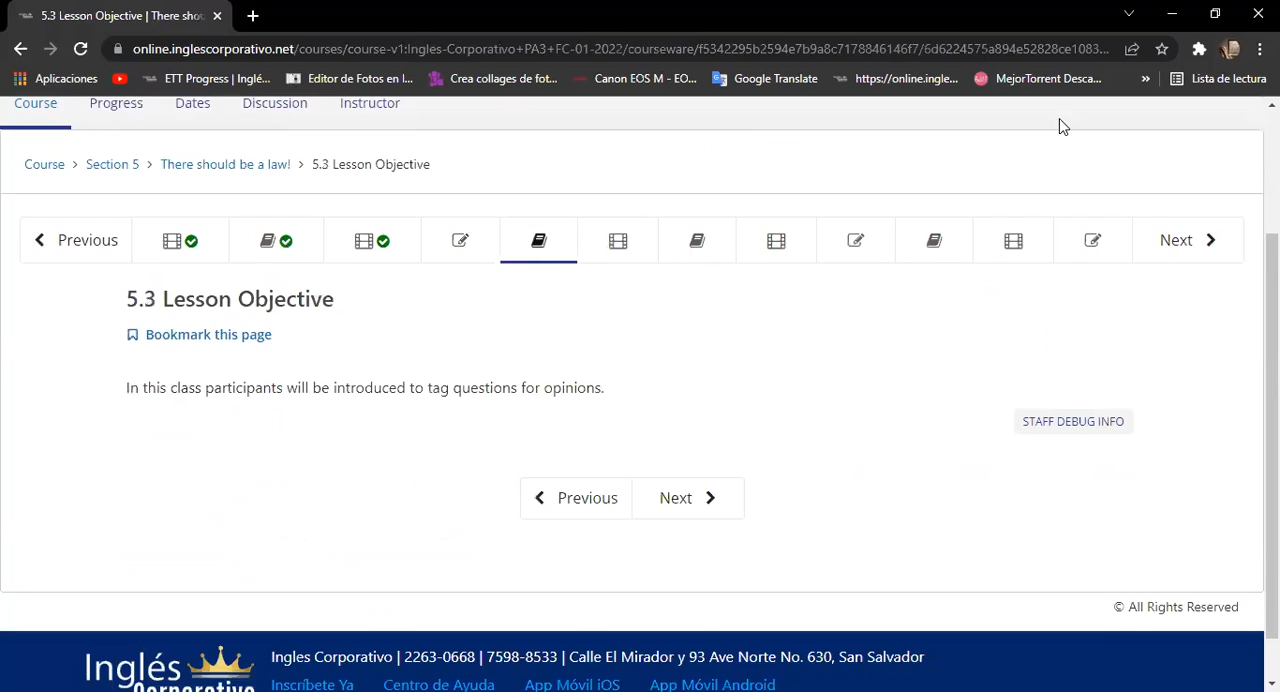 5.3 Lesson Objective | There shou
online.inglescorporativo.net/courses/course-v1:Ingles-Corporativo+PA3+FC-01-2022/courseware/f5342295b2594e7b9a8c7178846146f7/6d6224575a894e52828ce1083...
Aplicaciones ETT Progress | Inglé... Editor de Fotos en l... Crea collages de fot... Canon EOS M - EO... Google Translate https://online.ingle... MejorTorrent Desca... » Lista de lectura
Course Progress Dates Discussion Instructor
Course > Section 5 > There should be a law! > 5.3 Lesson Objective
Previous Next
5.3 Lesson Objective
Bookmark this page
In this class participants will be introduced to tag questions for opinions.
STAFF DEBUG INFO
Previous Next
© All Rights Reserved
Inglés Corporativo
Ingles Corporativo | 2263-0668 | 7598-8533 | Calle El Mirador y 93 Ave Norte No. 630, San Salvador
Inscríbete Ya Centro de Ayuda App Móvil iOS App Móvil Android